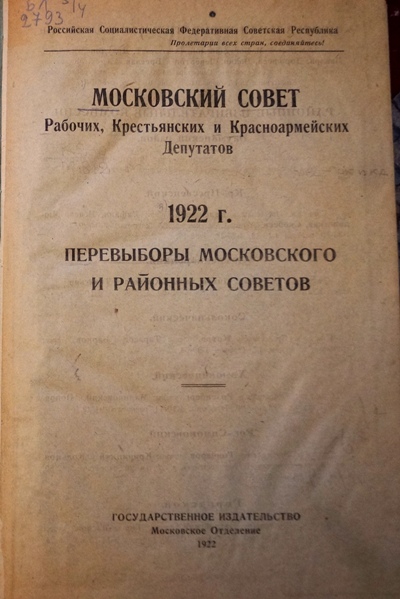 2793
Российская Социалистическая Федеративная Советская Республика
Пролетарии всех стран, соединяйтесь!
МОСКОВСКИЙ СОВЕТ
Рабочих, Крестьянских и Красноармейских
Депутатов
1922 г.
ПЕРЕВЫБОРЫ МОСКОВСКОГО
И РАЙОННЫХ СОВЕТОВ
ГОСУДАРСТВЕННОЕ ИЗДАТЕЛЬСТВО
Московское Отделение
1922